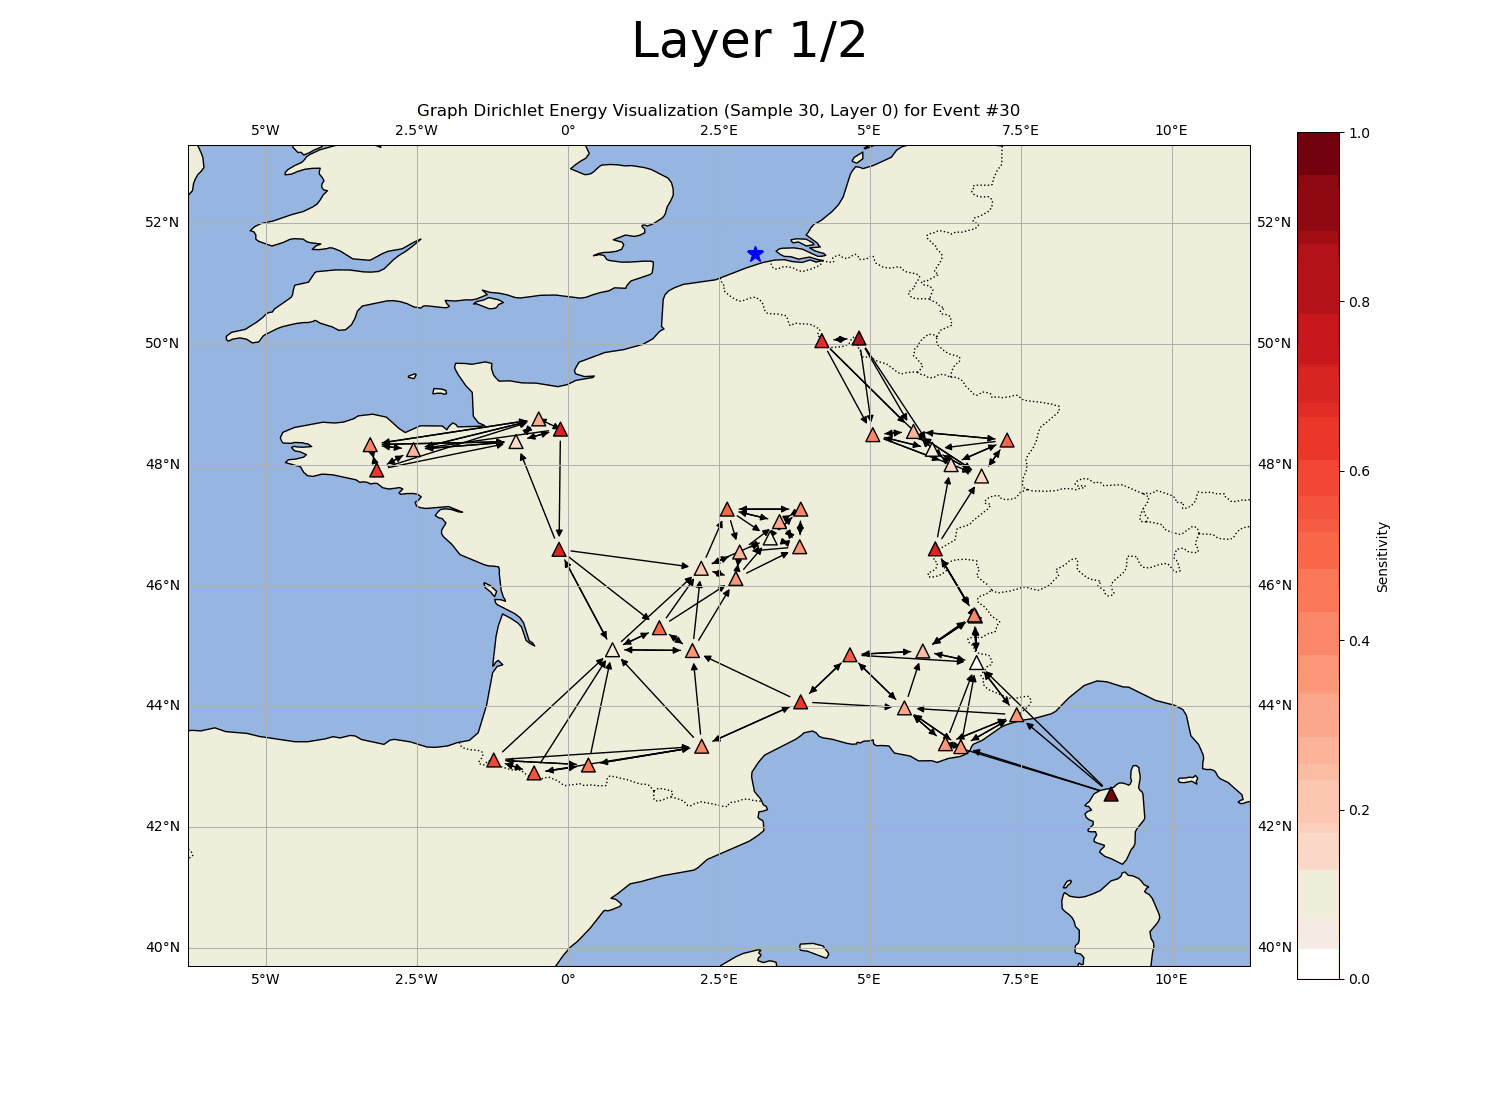 Layer 1/2
Graph Dirichlet Energy Visualization (Sample 30, Layer 0) for Event #30
5°W 2.5°W 0° 2.5°E 5°E 7.5°E 10°E
1.0
52°N 52°N
0.8
50°N 50°N
48°N 48°N
0.6
Sensitivity
46°N 46°N
0.4
44°N 44°N
0.2
42°N 42°N
40°N 40°N
0.0
5°W 2.5°W 0° 2.5°E 5°E 7.5°E 10°E